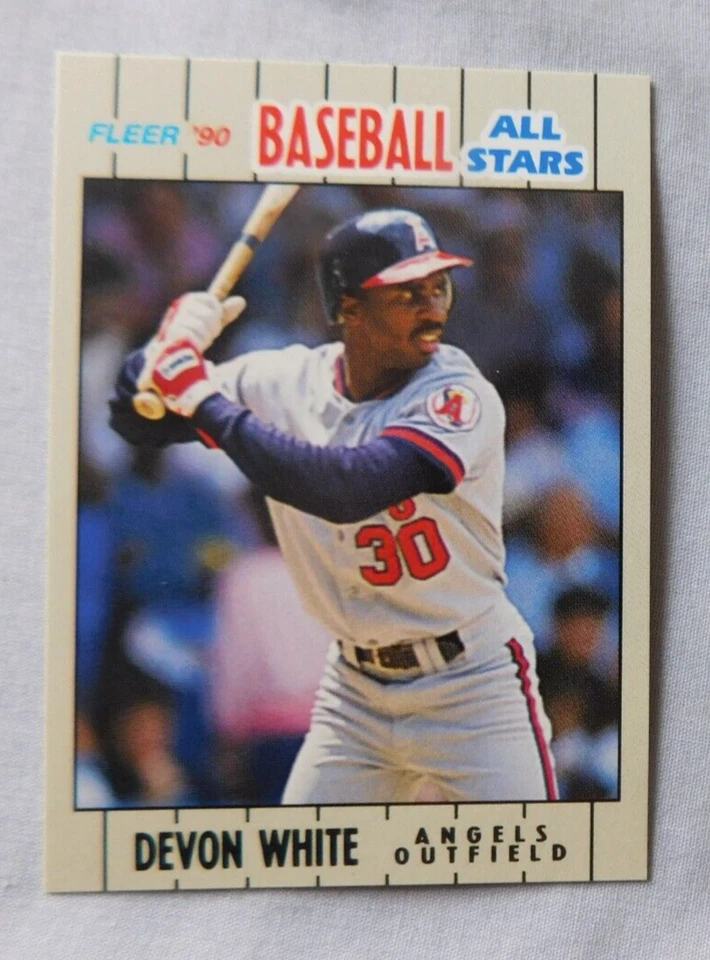 FLEER '90 BASEBALL ALL STARS
A
A
30
DEVON WHITE
ANGELS
OUTFIELD